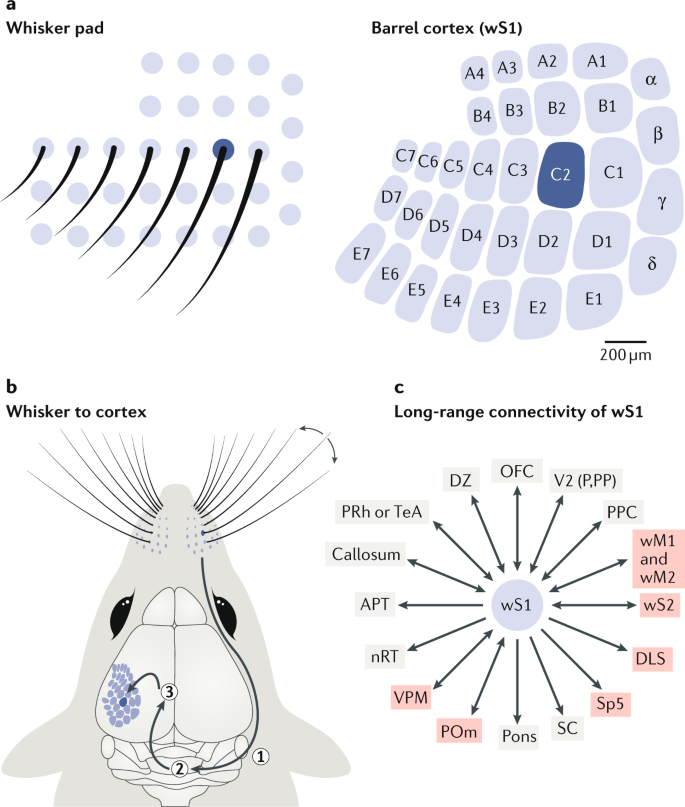 a
Whisker pad
Barrel cortex (wS1)
A4 A3 A2 A1 α
B4 B3 B2 B1 β
C7 C6 C5 C4 C3 C2 C1 γ
D7 D6 D5 D4 D3 D2 D1 δ
E7 E6 E5 E4 E3 E2 E1
200 μm
b
Whisker to cortex
3
2
1
c
Long-range connectivity of wS1
OFC
DZ
V2 (P,PP)
PRh or TeA
PPC
Callosum
wM1
and
wM2
APT
wS1
wS2
nRT
DLS
VPM
Sp5
POm
Pons
SC